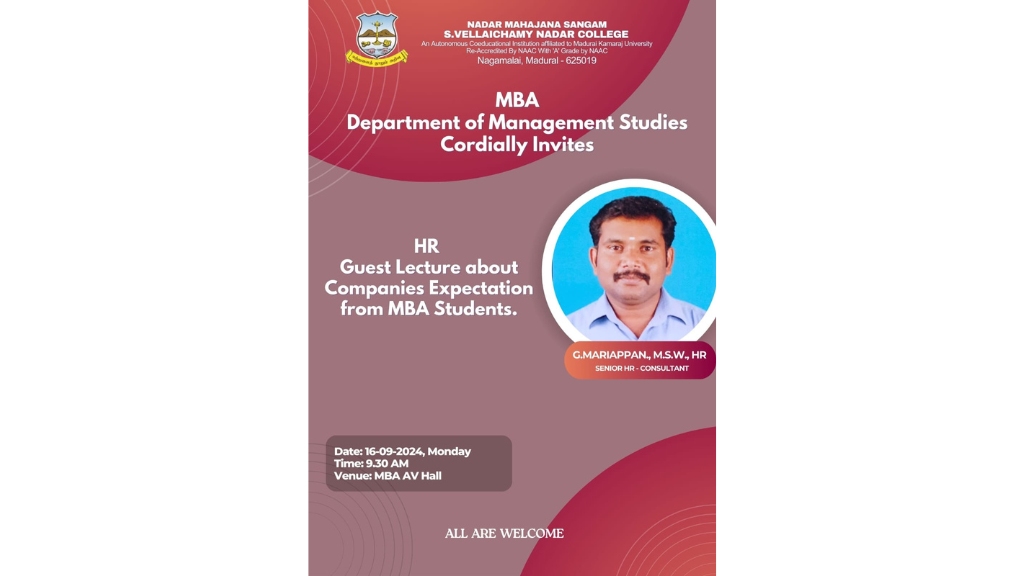 NADAR MAHAJANA SANGAM
S.VELLAICHAMY NADAR COLLEGE
An Autonomous Coeducational Institution affiliated to Madurai Kamaraj University
Re-Accredited By NAAC With 'A' Grade by NAAC
Nagamalai, Madurai - 625019
MBA
Department of Management Studies
Cordially Invites
HR
Guest Lecture about
Companies Expectation
from MBA Students.
G.MARIAPPAN., M.S.W., HR
SENIOR HR - CONSULTANT
Date: 16-09-2024, Monday
Time: 9.30 AM
Venue: MBA AV Hall
ALL ARE WELCOME